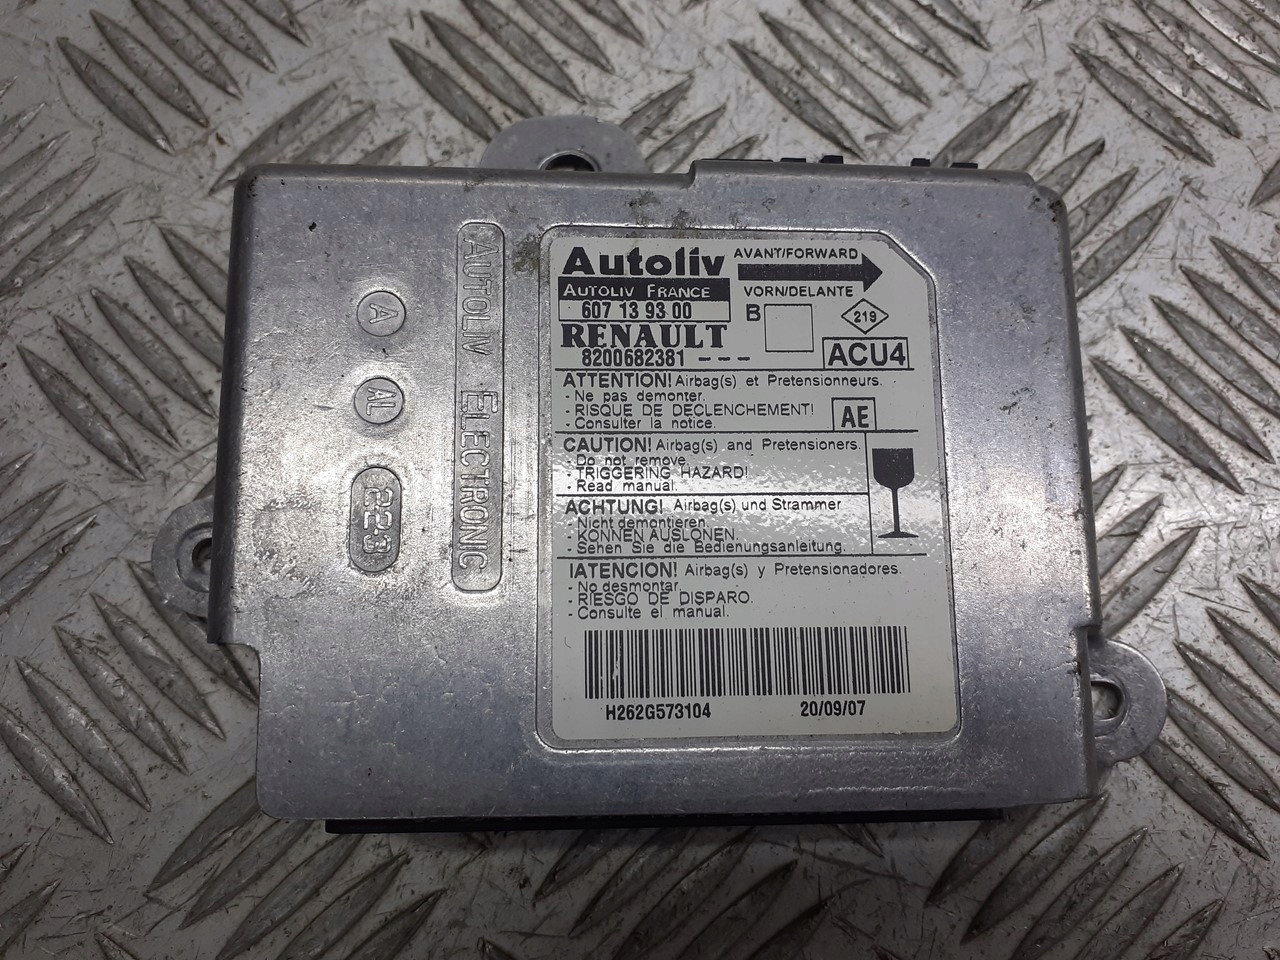 AUTOLIV ELECTRONIC
A
AL
223
Autoliv
AUTOLIV FRANCE
607 13 93 00
RENAULT
8200682381 ---
AVANT/FORWARD
VORN/DELANTE
B
219
ACU4
ATTENTION! Airbag(s) et Pretensionneurs.
- Ne pas demonter.
- RISQUE DE DECLENCHEMENT!
- Consulter la notice.
AE
CAUTION! Airbag(s) and Pretensioners.
- Do not remove.
- TRIGGERING HAZARD!
- Read manual.
ACHTUNG! Airbag(s) und Strammer
- Nicht demontieren.
- KONNEN AUSLONEN.
- Sehen Sie die Bedienungsanleitung.
IATENCION! Airbag(s) y Pretensionadores.
- No desmontar.
- RIESGO DE DISPARO.
- Consulte el manual.
H262G573104 20/09/07